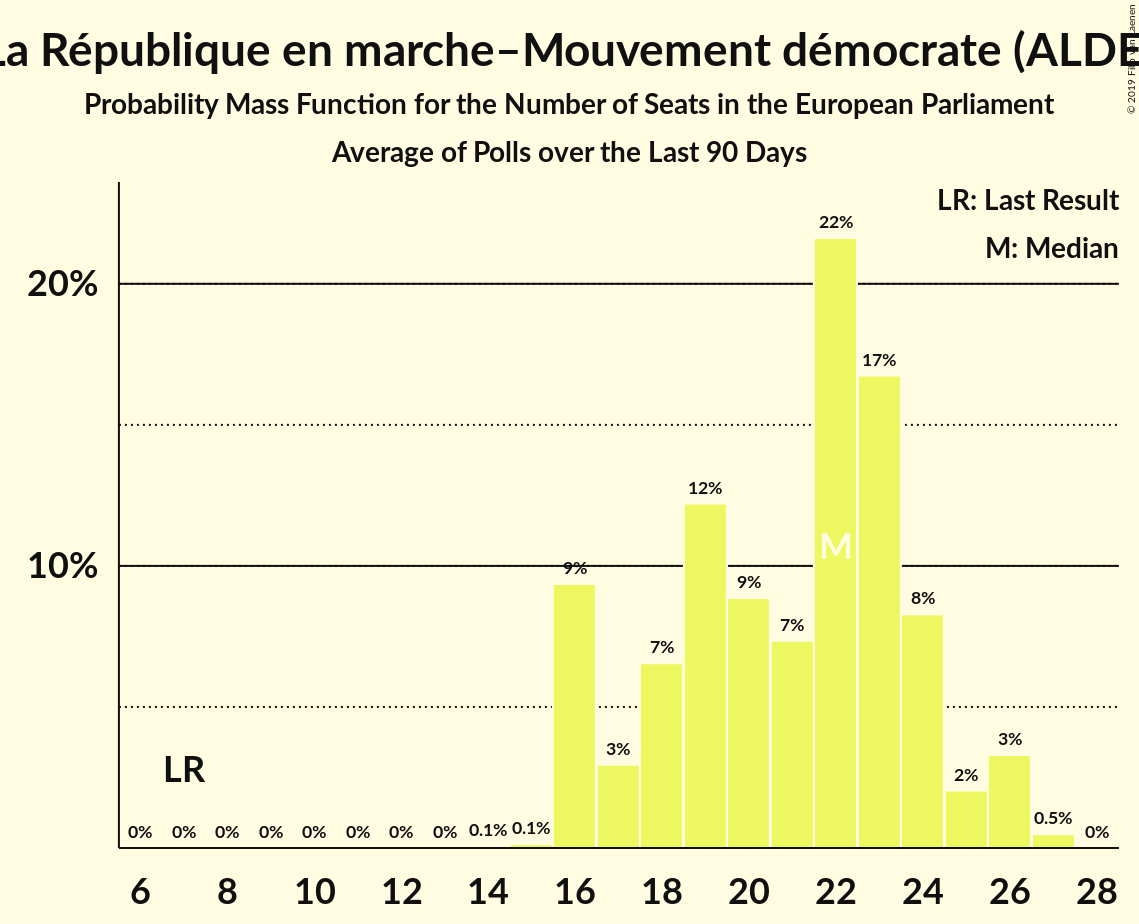 La République en marche–Mouvement démocrate (ALDE
Probability Mass Function for the Number of Seats in the European Parliament
Average of Polls over the Last 90 Days
© 2019 Filip van Laenen
LR: Last Result
M: Median
22%
20%
17%
12%
M
10%
9%
9%
8%
7%
7%
3%
3%
2%
LR
0% 0% 0% 0% 0% 0% 0% 0% 0.1% 0.1% 0.5% 0%
6 8 10 12 14 16 18 20 22 24 26 28